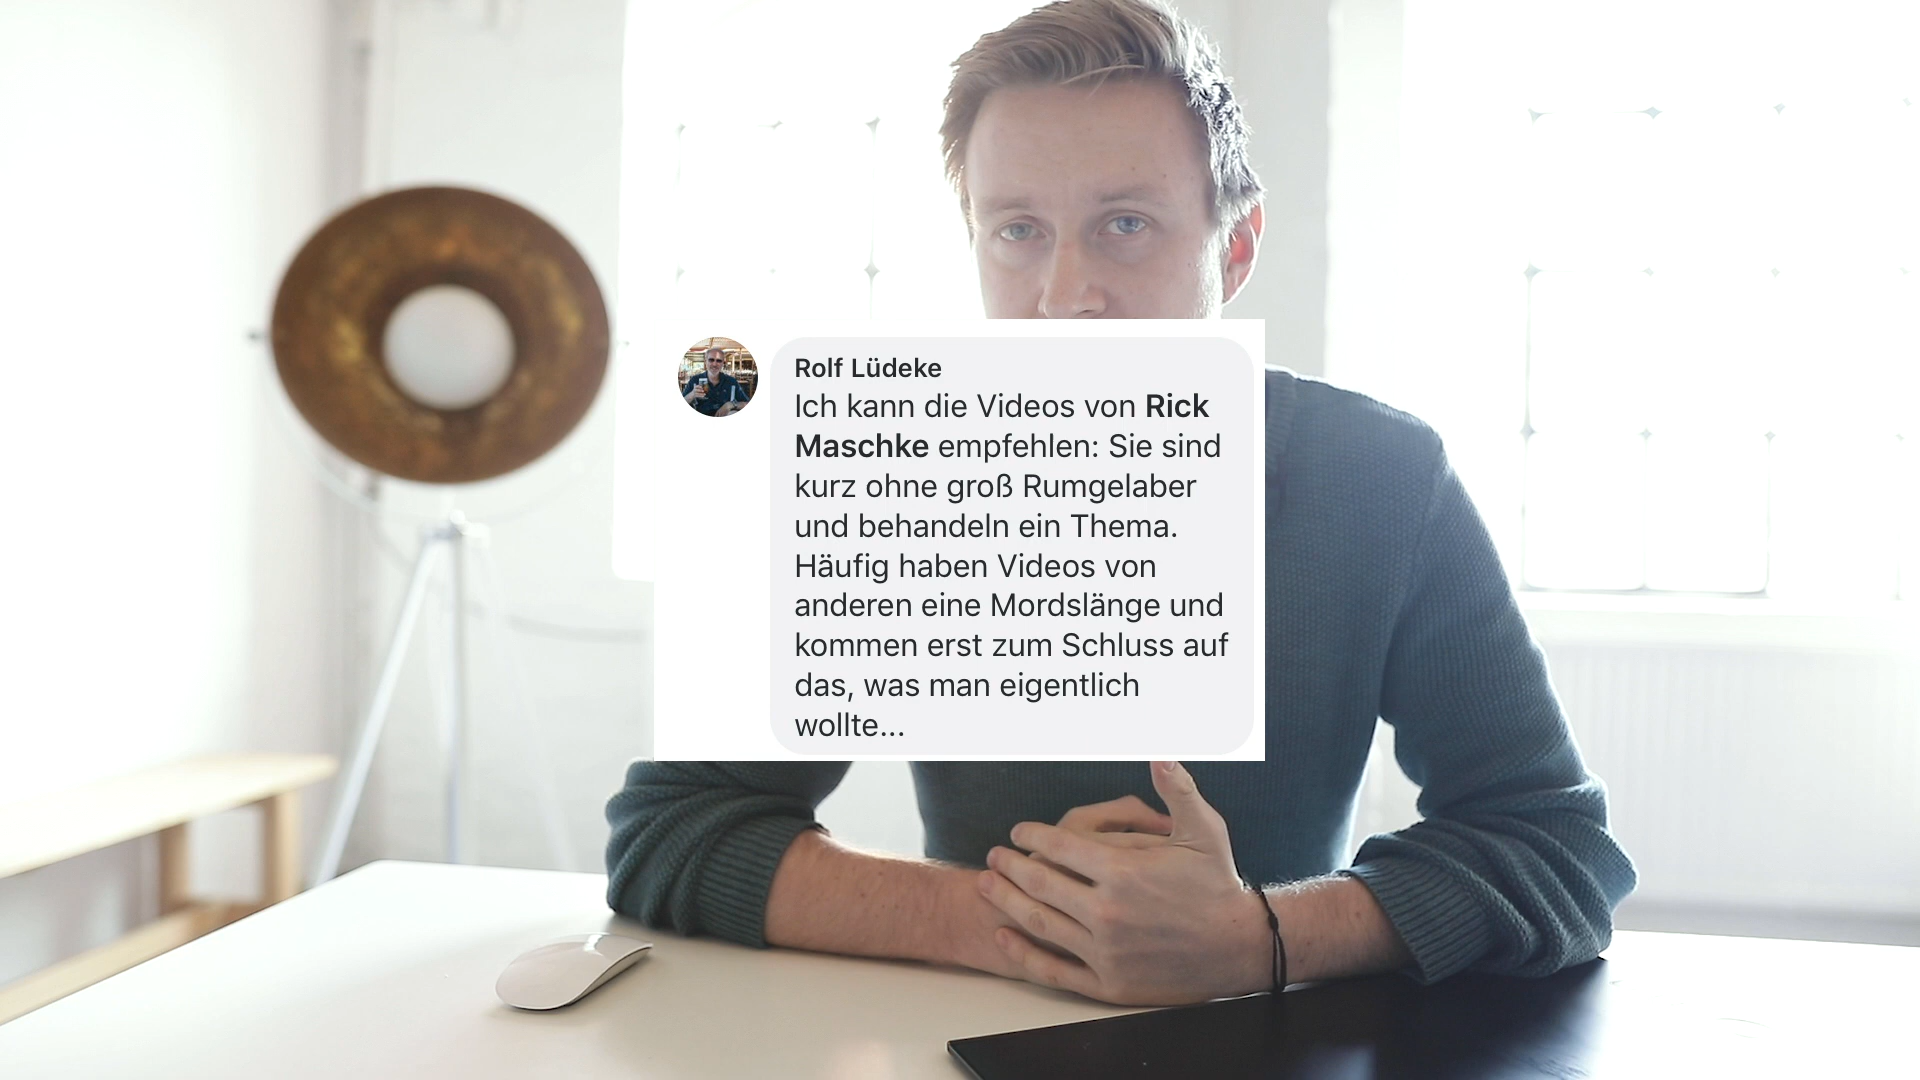 Rolf Lüdeke
Ich kann die Videos von Rick
Maschke empfehlen: Sie sind
kurz ohne groß Rumgelaber
und behandeln ein Thema.
Häufig haben Videos von
anderen eine Mordslänge und
kommen erst zum Schluss auf
das, was man eigentlich
wollte...